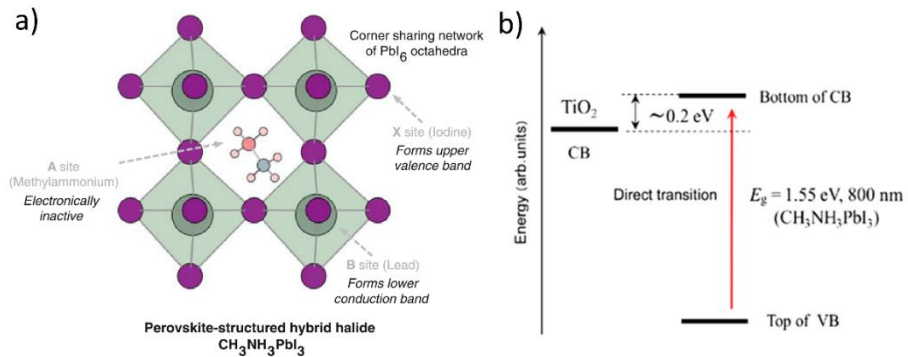 a)
Corner sharing network
of PbI6 octahedra
X site (Iodine)
Forms upper
valence band
A site
(Methylammonium)
Electronically
inactive
B site (Lead)
Forms lower
conduction band
Perovskite-structured hybrid halide
CH3NH3PbI3
b)
Energy (arb.units)
TiO2
CB
~0.2 eV
Bottom of CB
Direct transition
Eg = 1.55 eV, 800 nm
(CH3NH3PbI3)
Top of VB